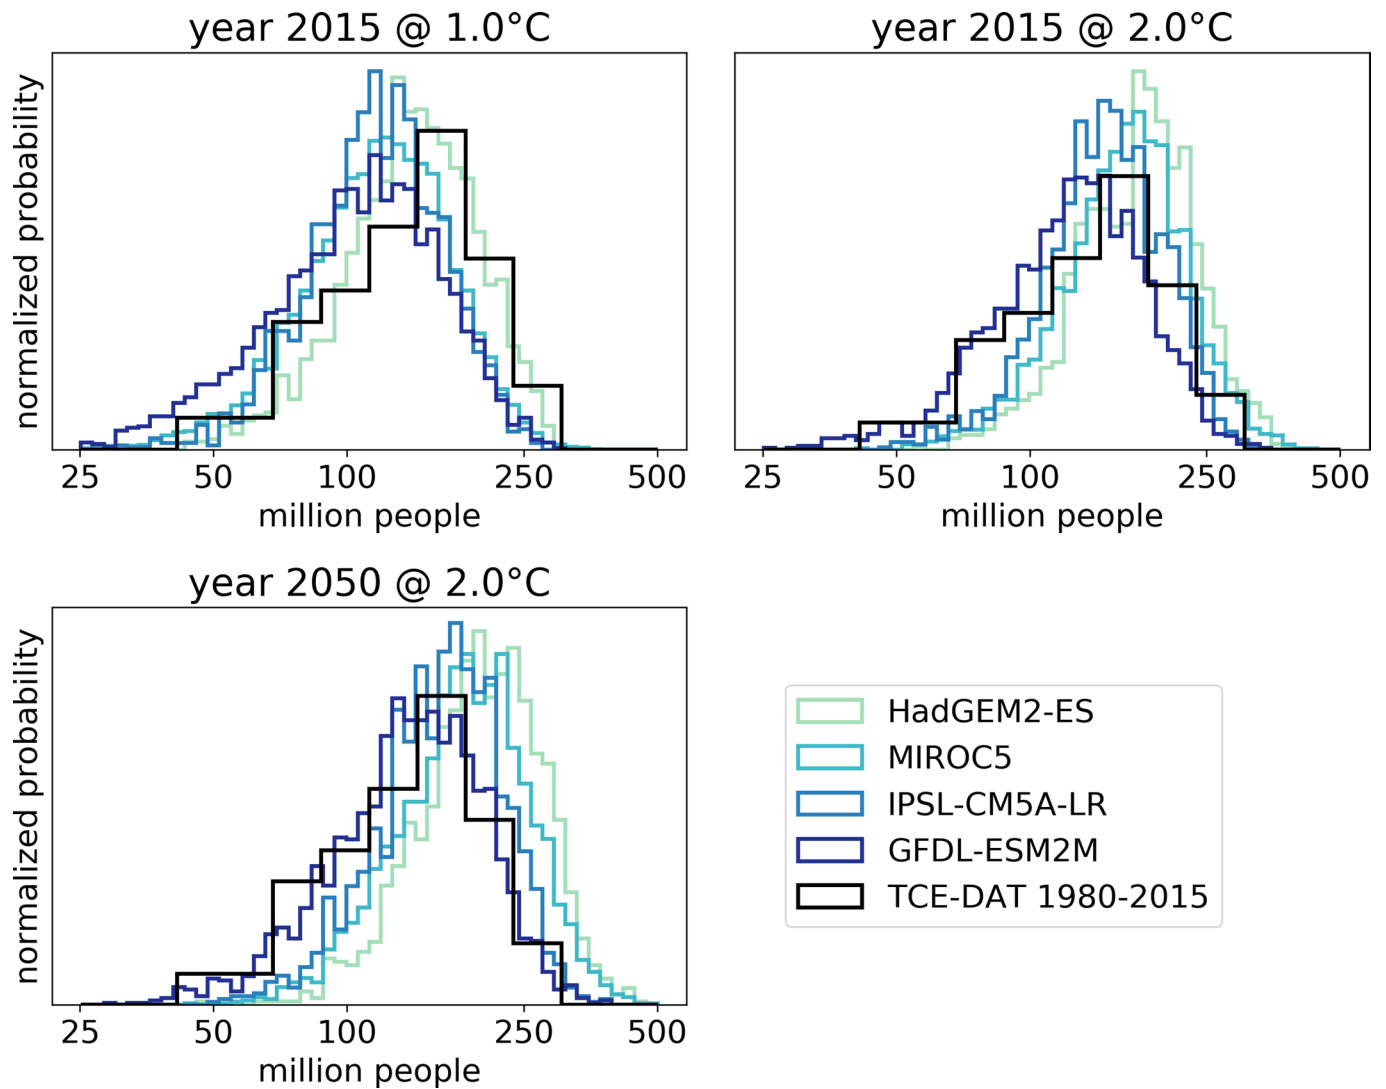 year 2015 @ 1.0°C
normalized probability
25 50 100 250 500
million people
year 2015 @ 2.0°C
25 50 100 250 500
million people
year 2050 @ 2.0°C
normalized probability
25 50 100 250 500
million people
HadGEM2-ES
MIROC5
IPSL-CM5A-LR
GFDL-ESM2M
TCE-DAT 1980-2015